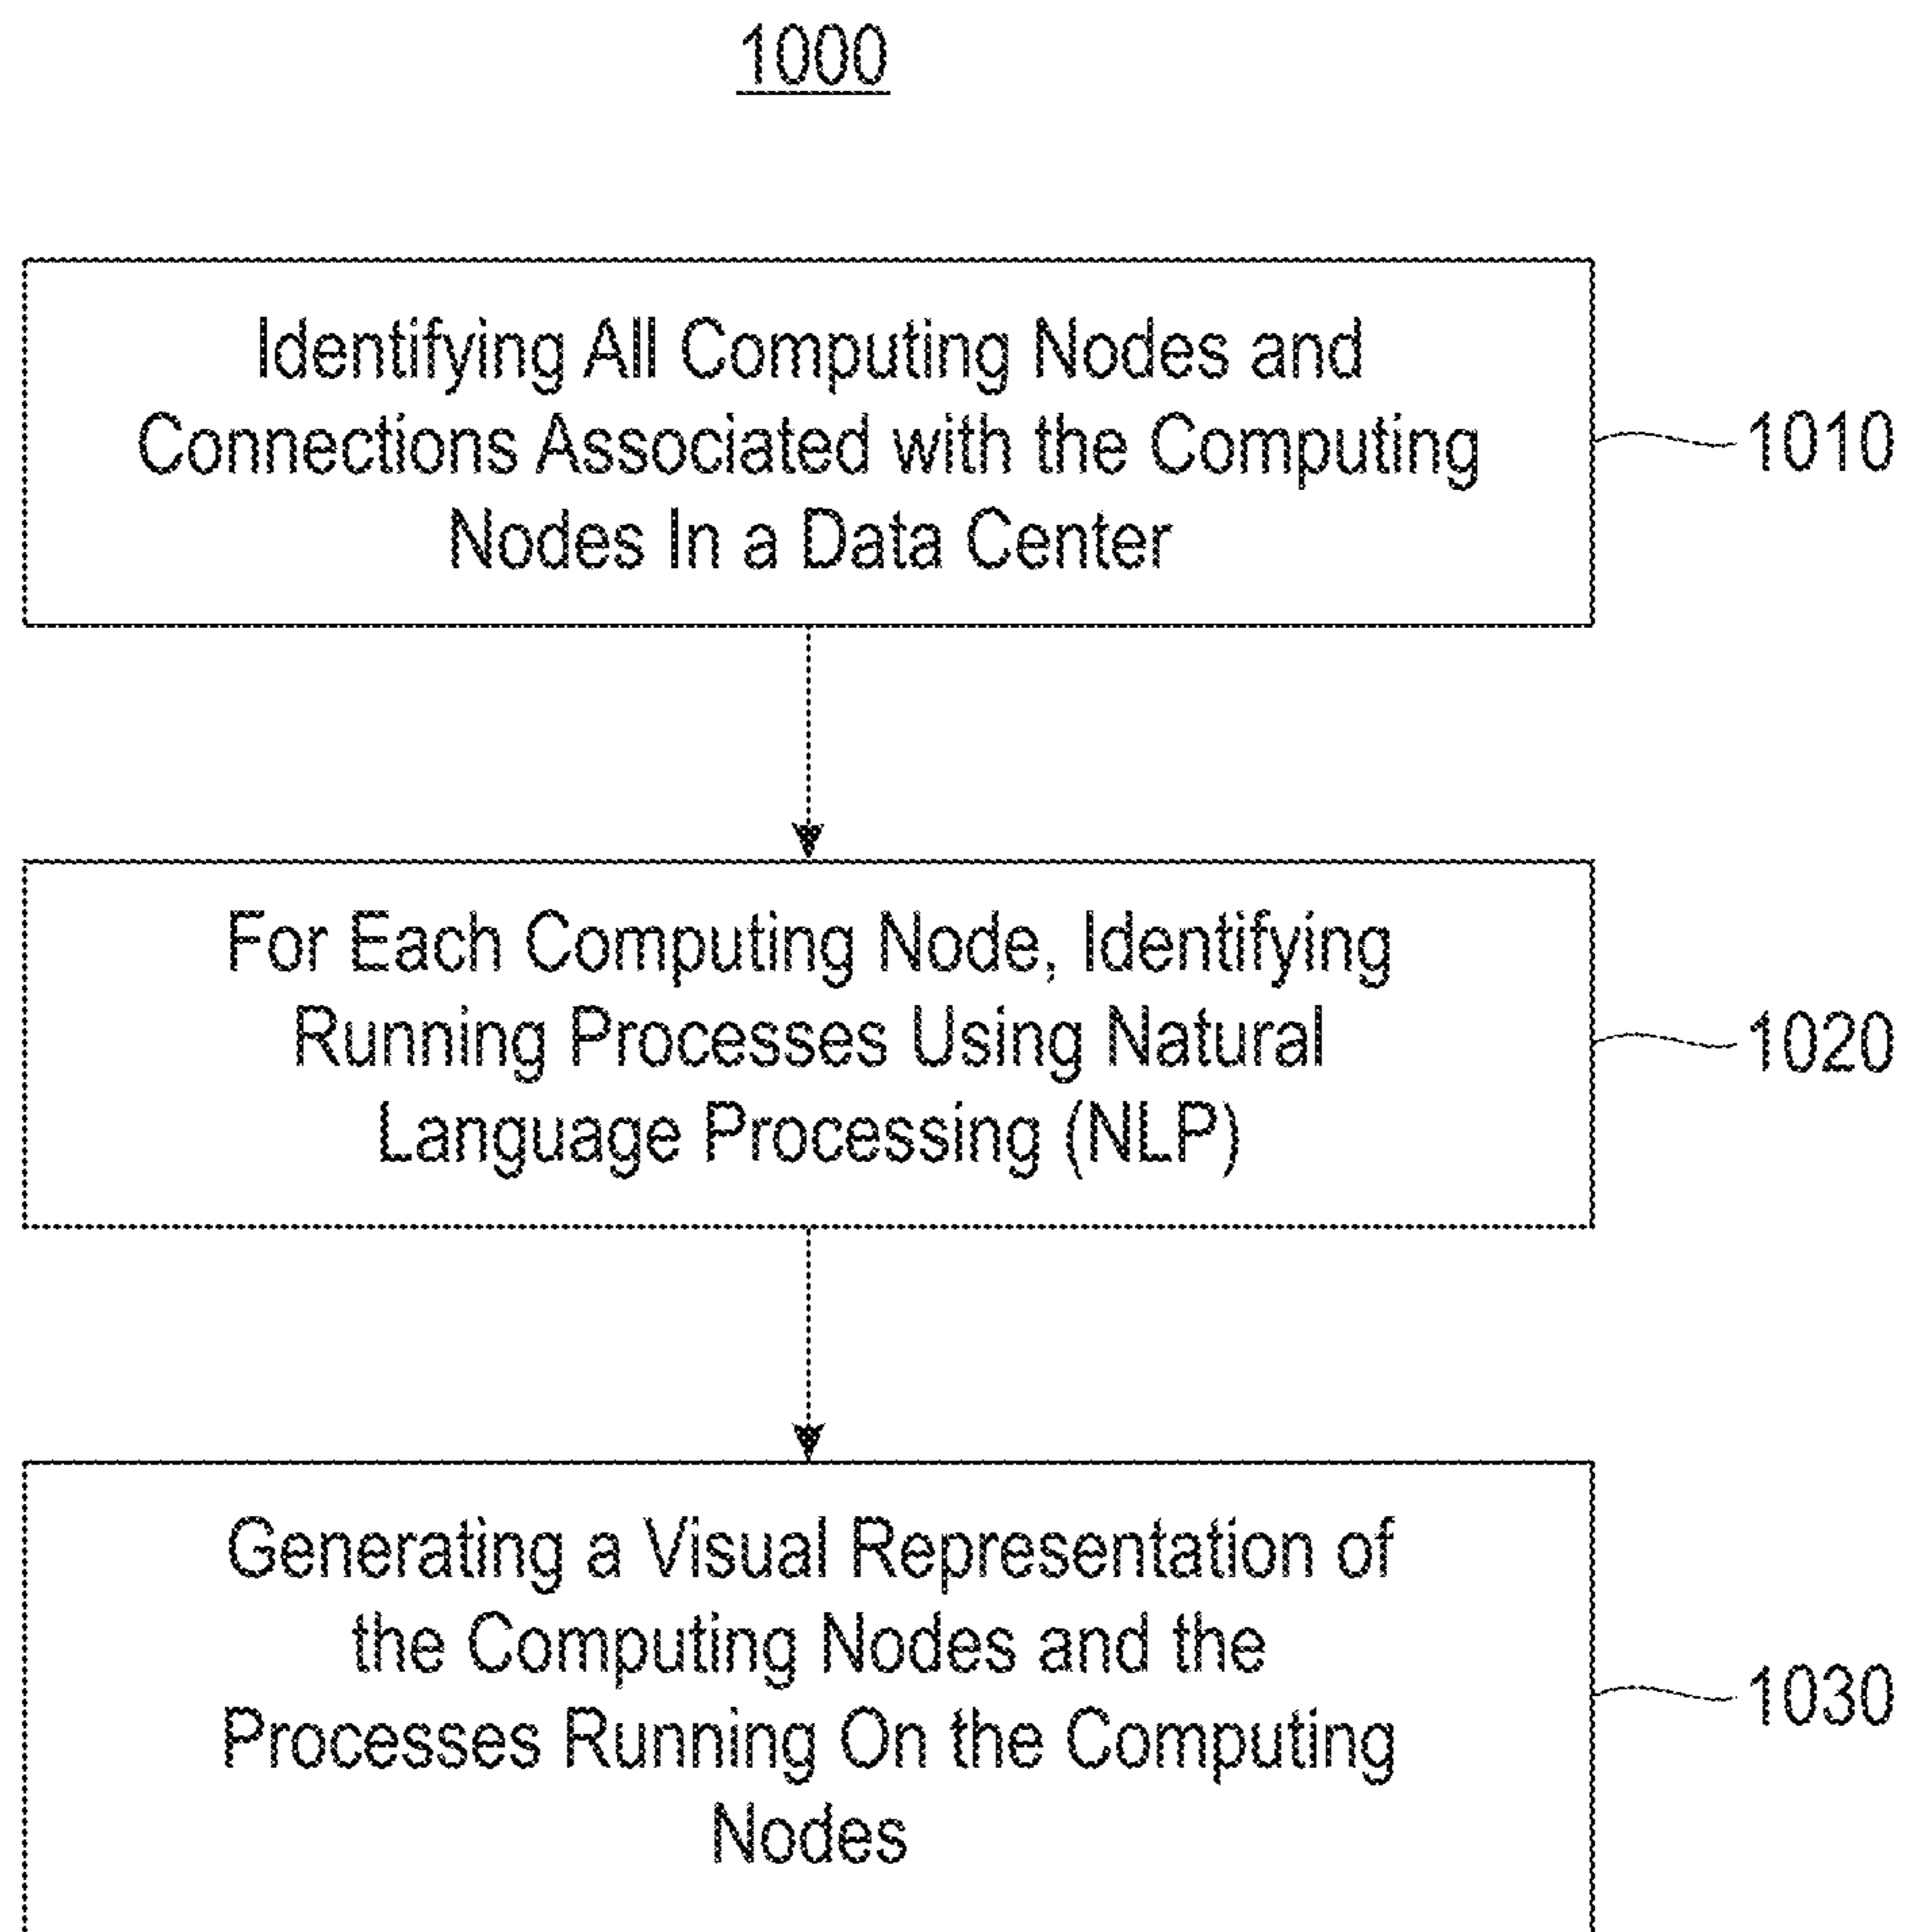 1000
Identifying All Computing Nodes and
Connections Associated with the Computing
Nodes In a Data Center
1010
For Each Computing Node, Identifying
Running Processes Using Natural
Language Processing (NLP)
1020
Generating a Visual Representation of
the Computing Nodes and the
Processes Running On the Computing
Nodes
1030